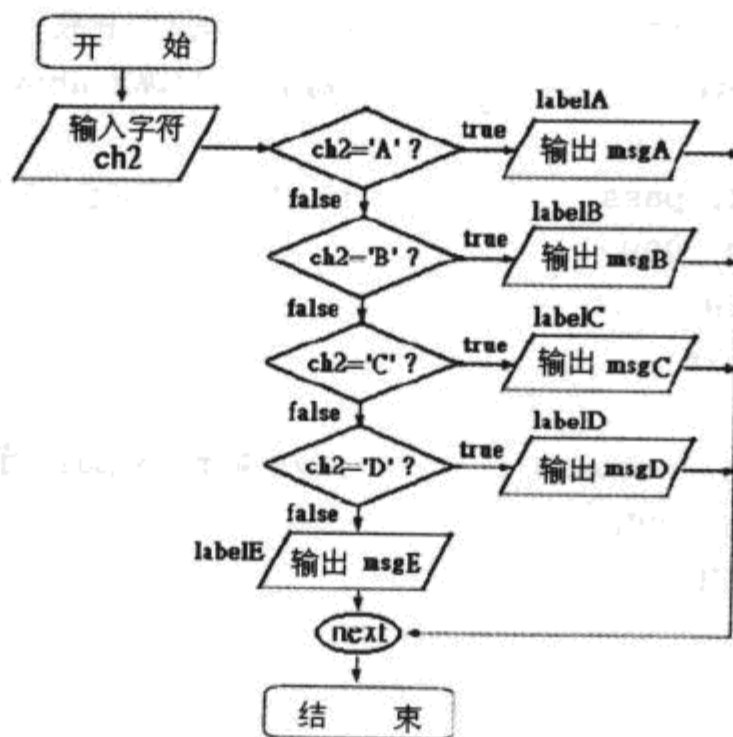 开 始
输入字符
ch2
ch2='A' ?
true
labelA
输出 msgA
false
ch2='B' ?
true
labelB
输出 msgB
false
ch2='C' ?
true
labelC
输出 msgC
false
ch2='D' ?
true
labelD
输出 msgD
false
labelE
输出 msgE
next
结 束